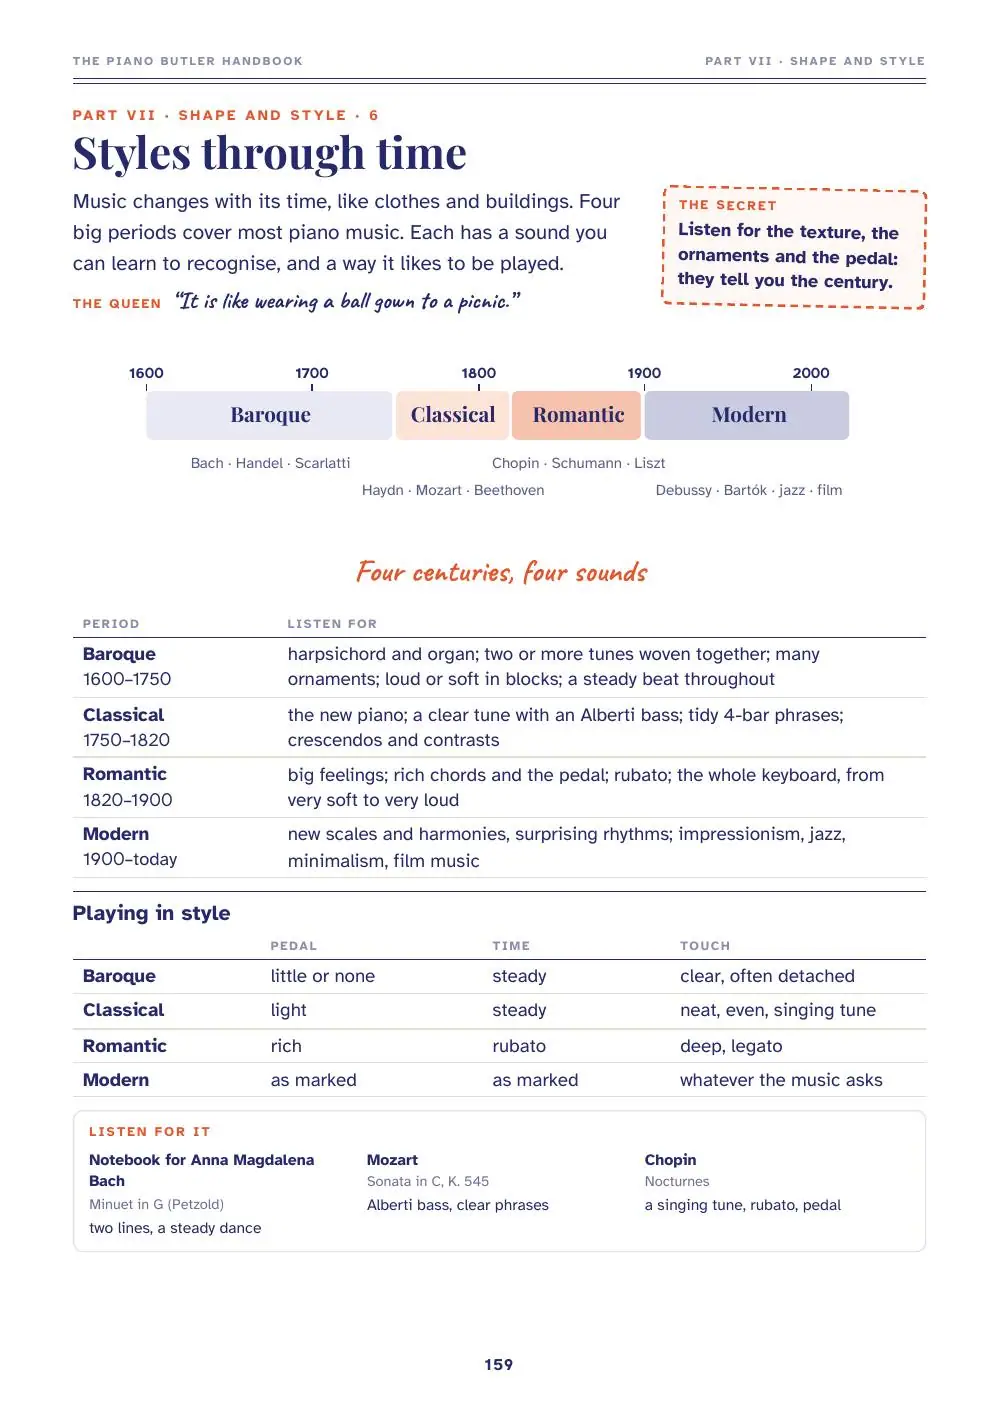 THE PIANO BUTLER HANDBOOK
PART VII · SHAPE AND STYLE
PART VII · SHAPE AND STYLE · 6
Styles through time
Music changes with its time, like clothes and buildings. Four
big periods cover most piano music. Each has a sound you
can learn to recognise, and a way it likes to be played.
THE QUEEN “It is like wearing a ball gown to a picnic.”
THE SECRET
Listen for the texture, the
ornaments and the pedal:
they tell you the century.
1600 1700 1800 1900 2000
Baroque Classical Romantic Modern
Bach · Handel · Scarlatti Chopin · Schumann · Liszt
Haydn · Mozart · Beethoven Debussy · Bartók · jazz · film
Four centuries, four sounds
PERIOD LISTEN FOR
Baroque harpsichord and organ; two or more tunes woven together; many
1600–1750 ornaments; loud or soft in blocks; a steady beat throughout
Classical the new piano; a clear tune with an Alberti bass; tidy 4-bar phrases;
1750–1820 crescendos and contrasts
Romantic big feelings; rich chords and the pedal; rubato; the whole keyboard, from
1820–1900 very soft to very loud
Modern new scales and harmonies, surprising rhythms; impressionism, jazz,
1900–today minimalism, film music
Playing in style
PEDAL TIME TOUCH
Baroque little or none steady clear, often detached
Classical light steady neat, even, singing tune
Romantic rich rubato deep, legato
Modern as marked as marked whatever the music asks
LISTEN FOR IT
Notebook for Anna Magdalena
Bach
Minuet in G (Petzold)
two lines, a steady dance
Mozart
Sonata in C, K. 545
Alberti bass, clear phrases
Chopin
Nocturnes
a singing tune, rubato, pedal
159